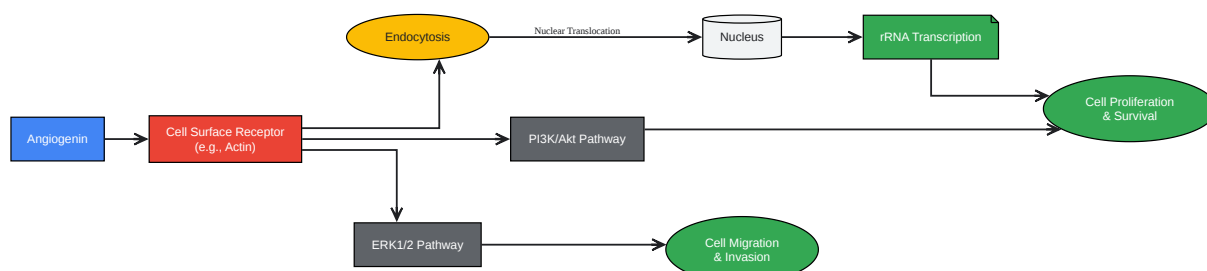 Endocytosis
Nuclear Translocation
Nucleus
rRNA Transcription
Cell Proliferation
& Survival
Angiogenin
Cell Surface Receptor
(e.g., Actin)
PI3K/Akt Pathway
ERK1/2 Pathway
Cell Migration
& Invasion